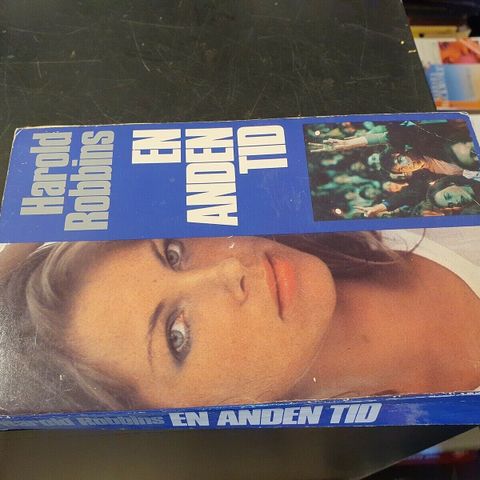 Harold
Robbins
EN
ANDEN
TID
Harold Robbins EN ANDEN TID